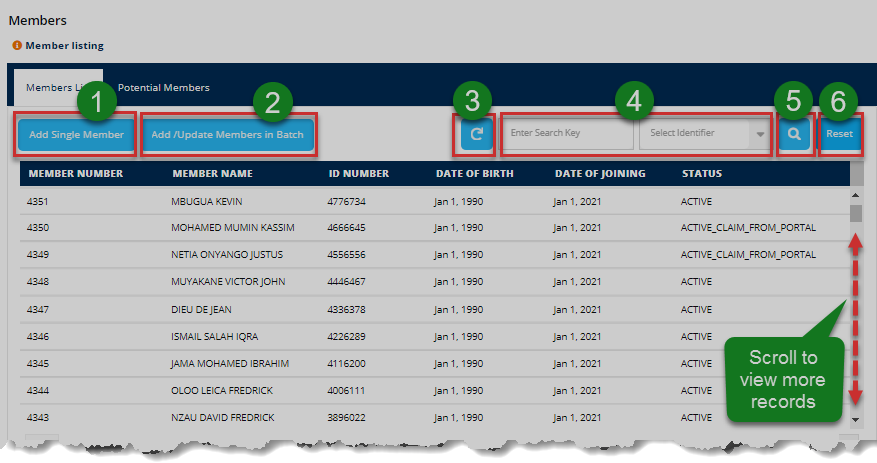 Members
Member listing
Members Li
Potential Members
1
2
3
4
5
6
Add Single Member
Add /Update Members in Batch
Enter Search Key
Select Identifier
Reset
MEMBER NUMBER MEMBER NAME ID NUMBER DATE OF BIRTH DATE OF JOINING STATUS
4351 MBUGUA KEVIN 4776734 Jan 1, 1990 Jan 1, 2021 ACTIVE
4350 MOHAMED MUMIN KASSIM 4666645 Jan 1, 1990 Jan 1, 2021 ACTIVE_CLAIM_FROM_PORTAL
4349 NETIA ONYANGO JUSTUS 4556556 Jan 1, 1990 Jan 1, 2021 ACTIVE_CLAIM_FROM_PORTAL
4348 MUYAKANE VICTOR JOHN 4446467 Jan 1, 1990 Jan 1, 2021 ACTIVE
4347 DIEU DE JEAN 4336378 Jan 1, 1990 Jan 1, 2021 ACTIVE
4346 ISMAIL SALAH IQRA 4226289 Jan 1, 1990 Jan 1, 2021 ACTIVE
4345 JAMA MOHAMED IBRAHIM 4116200 Jan 1, 1990 Jan 1, 2021 ACTIVE
4344 OLOO LEICA FREDRICK 4006111 Jan 1, 1990 Jan 1, 2021 ACTIVE
4343 NZAU DAVID FREDRICK 3896022 Jan 1, 1990 Jan 1, 2021 ACTIVE
Scroll to
view more
records